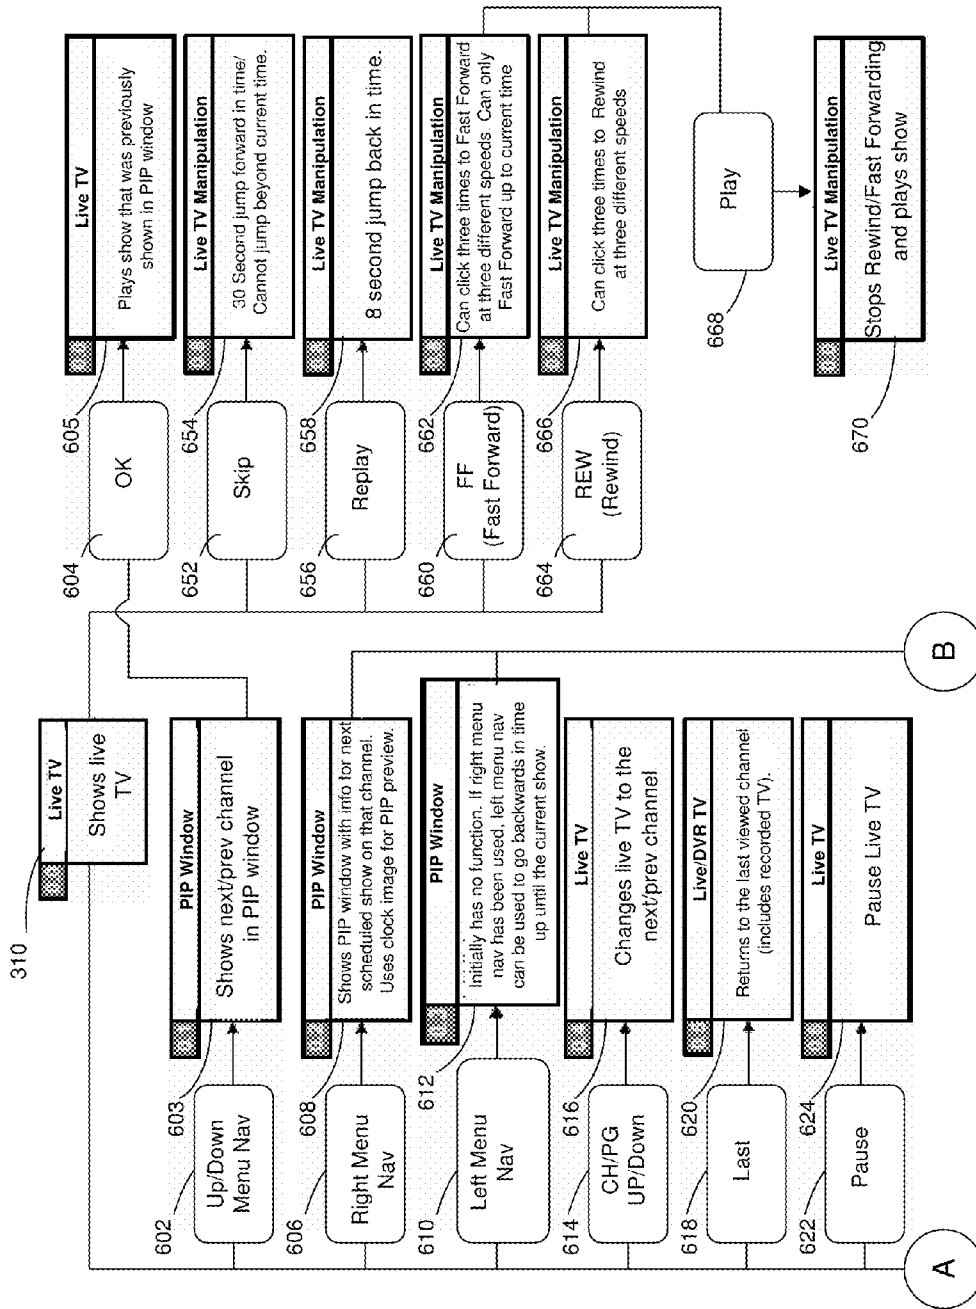 310
Live TV
Shows live
TV
602
Up/Down
Menu Nav
603
PIP Window
Shows next/prev channel
in PIP window
604
OK
605
Live TV
Plays show that was previously
shown in PIP window
606
Right Menu
Nav
608
PIP Window
Shows PIP window with info for next
scheduled show on that channel.
Uses clock image for PIP preview.
610
Left Menu
Nav
612
PIP Window
Initially has no function. If right menu
nav has been used, left menu nav
can be used to go backwards in time
up until the current show.
614
CH/PG
UP/Down
616
Live TV
Changes live TV to the
next/prev channel
618
Last
620
Live/DVR TV
Returns to the last viewed channel
(includes recorded TV).
622
Pause
624
Live TV
Pause Live TV
652
Skip
654
Live TV Manipulation
30 Second jump forward in time/
Cannot jump beyond current time.
656
Replay
658
Live TV Manipulation
8 second jump back in time.
660
FF
(Fast Forward)
662
Live TV Manipulation
Can click three times to Fast Forward
at three different speeds Can only
Fast Forward up to current time
664
REW
(Rewind)
666
Live TV Manipulation
Can click three times to Rewind
at three different speeds
668
Play
670
Live TV Manipulation
Stops Rewind/Fast Forwarding
and plays show
A
B